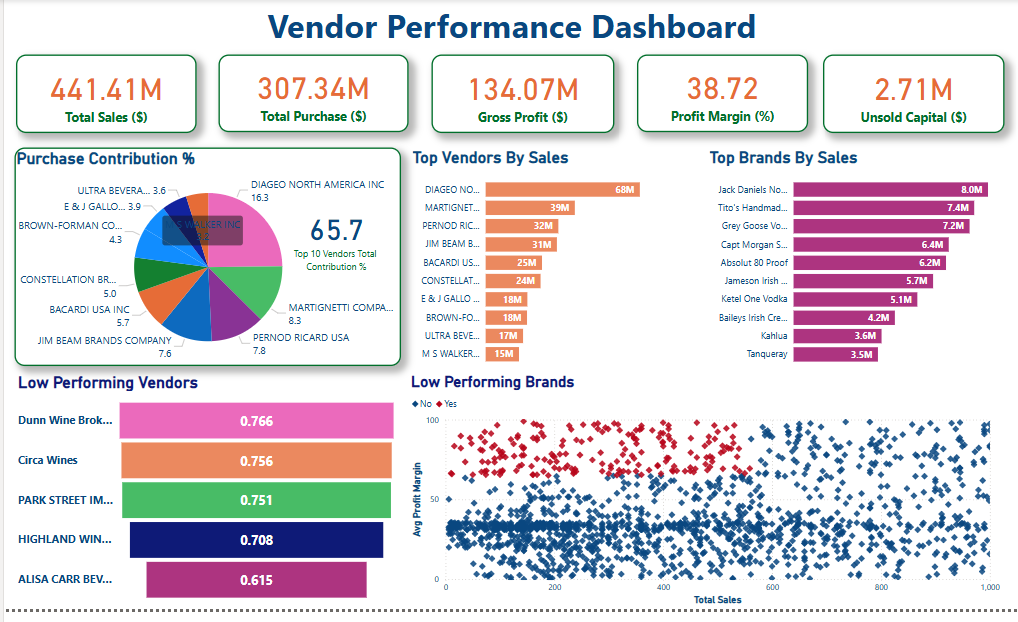 Vendor Performance Dashboard
441.41M
Total Sales ($)
307.34M
Total Purchase ($)
134.07M
Gross Profit ($)
38.72
Profit Margin (%)
2.71M
Unsold Capital ($)
Purchase Contribution %
DIAGEO NORTH AMERICA INC
16.3
MARTIGNETTI COMPA...
8.3
PERNOD RICARD USA
7.8
JIM BEAM BRANDS COMPANY
7.6
BACARDI USA INC
5.7
CONSTELLATION BR...
5.0
BROWN-FORMAN CO...
4.3
E & J GALLO... 3.9
ULTRA BEVERA... 3.6
S WALKER INC
65.7
Top 10 Vendors Total
Contribution %
Top Vendors By Sales
DIAGEO NO... 68M
MARTIGNET... 39M
PERNOD RIC... 32M
JIM BEAM B... 31M
BACARDI US... 25M
CONSTELLAT... 24M
E & J GALLO ... 18M
BROWN-FO... 18M
ULTRA BEVE... 17M
M S WALKER... 15M
Top Brands By Sales
Jack Daniels No... 8.0M
Tito's Handmad... 7.4M
Grey Goose Vo... 7.2M
Capt Morgan S... 6.4M
Absolut 80 Proof 6.2M
Jameson Irish ... 5.7M
Ketel One Vodka 5.1M
Baileys Irish Cre... 4.2M
Kahlua 3.6M
Tanqueray 3.5M
Low Performing Vendors
Dunn Wine Brok... 0.766
Circa Wines 0.756
PARK STREET IM... 0.751
HIGHLAND WIN... 0.708
ALISA CARR BEV... 0.615
Low Performing Brands
No Yes
Avg Profit Margin
100
50
0
0 200 400 600 800 1,000
Total Sales